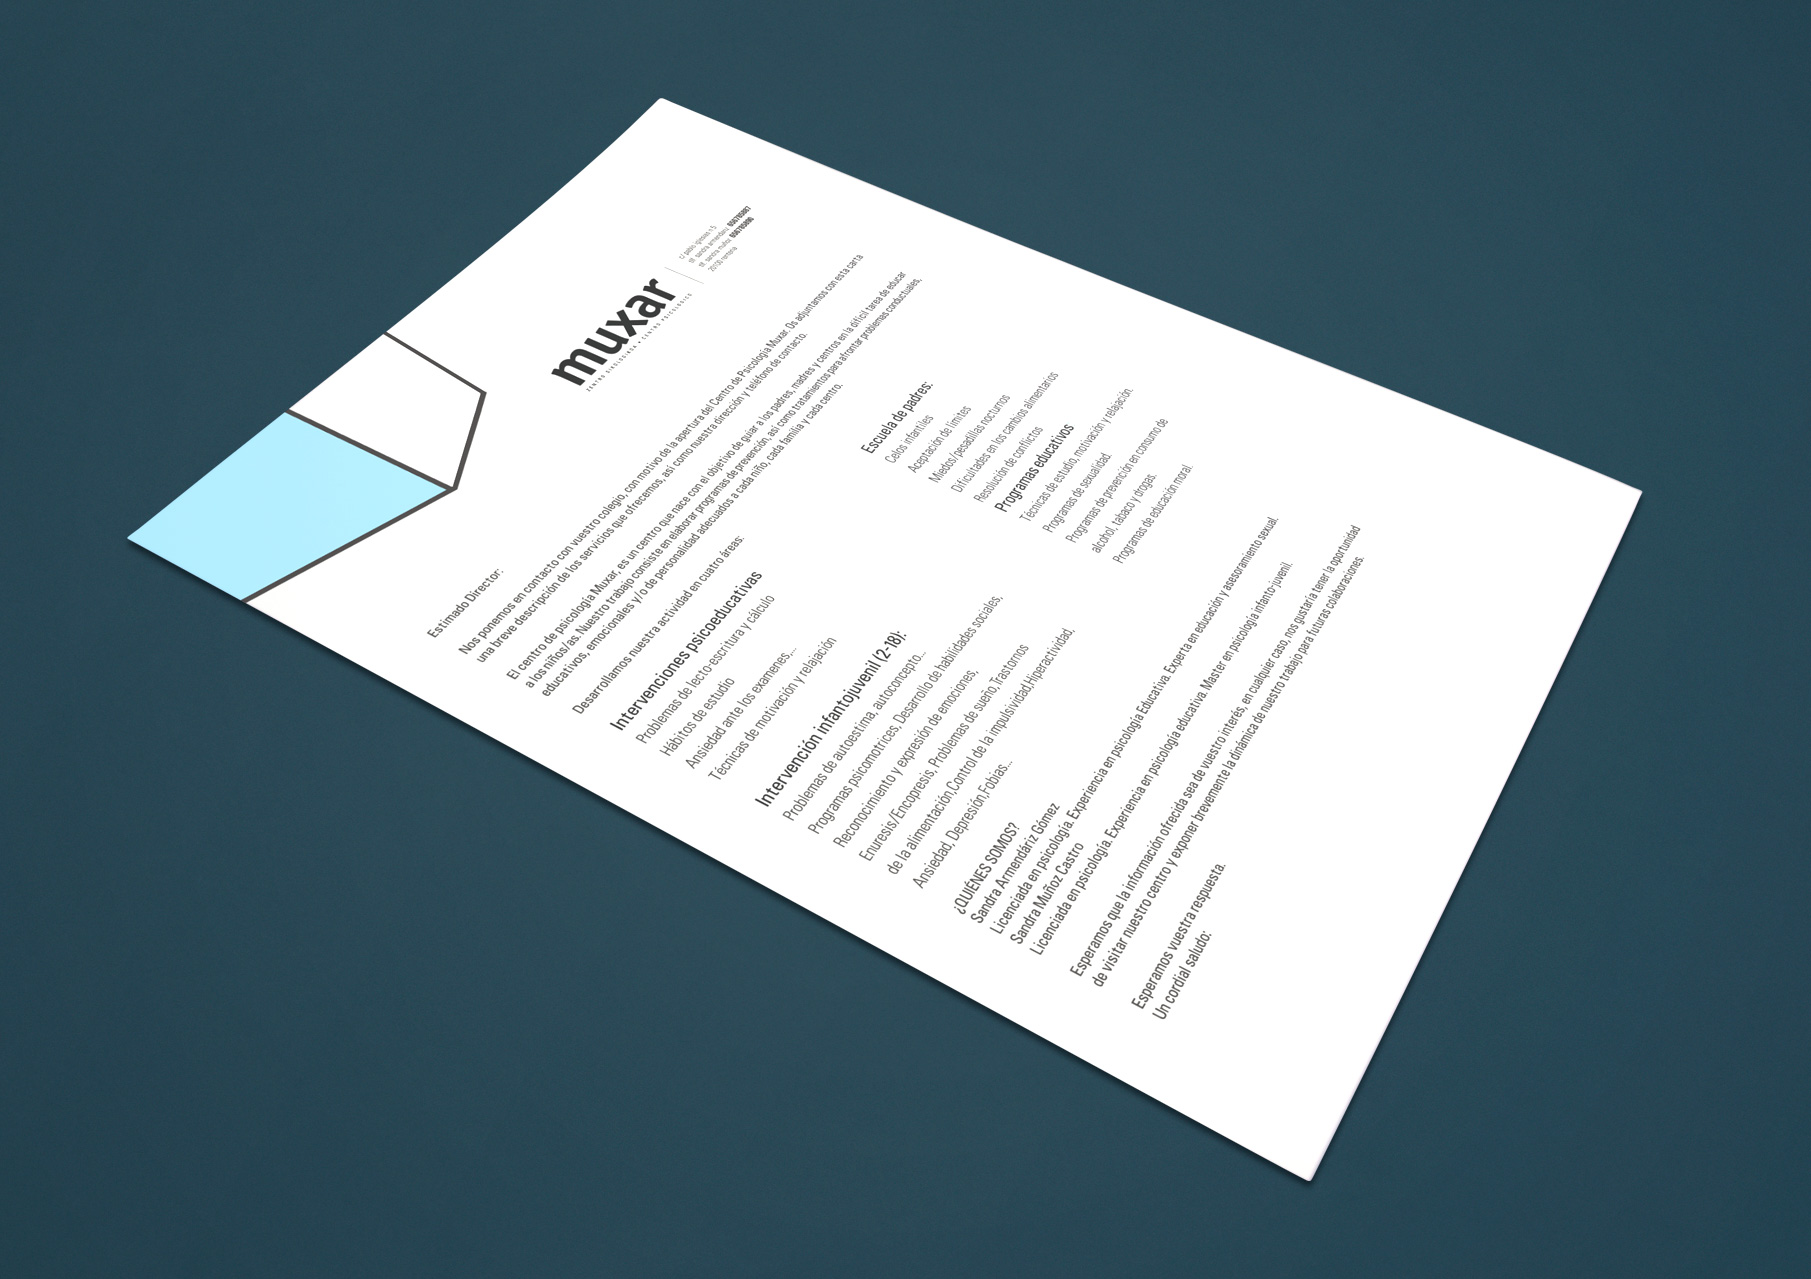 muxar
CENTRO PSICOLÓGICO
c/ pablo iglesias n 5.
tlf. sandra armendariz 
tlf. sandra muñoz 
20100 renteria
Estimado Director:
Nos ponemos en contacto con vuestro colegio, con motivo de la apertura del Centro de Psicología Muxar. Os adjuntamos con esta carta
una breve descripción de los servicios que ofrecemos, así como nuestra dirección y teléfono de contacto.
El centro de psicología Muxar, es un centro que nace con el objetivo de guiar a los padres, madres y centros en la difícil tarea de educar
a los niños/as. Nuestro trabajo consiste en elaborar programas de prevención, así como tratamientos para afrontar problemas conductuales,
educativos, emocionales y/o de personalidad adecuados a cada niño, cada familia y cada centro.
Desarrollamos nuestra actividad en cuatro áreas:
Intervenciones psicoeducativas
Problemas de lecto-escritura y cálculo
Hábitos de estudio
Ansiedad ante los examenes,...
Técnicas de motivación y relajación
Intervención infantojuvenil (2-18):
Problemas de autoestima, autoconcepto...
Programas psicomotrices, Desarrollo de habilidades sociales,
Reconocimiento y expresión de emociones,
Enuresis/Encopresis, Problemas de sueño,Trastornos
de la alimentación,Control de la impulsividad,Hiperactividad,
Ansiedad, Depresión,Fobias...
Escuela de padres:
Celos infantiles
Aceptación de límites
Miedos/pesadillas nocturnos
Dificultades en los cambios alimentarios
Resolución de conflictos
Programas educativos
Técnicas de estudio, motivación y relajación.
Programas de sexualidad.
Programas de prevención en consumo de
alcohol, tabaco y drogas.
Programas de educación moral.
¿QUIÉNES SOMOS?
Sandra Armendáriz Gómez
Licenciada en psicología. Experiencia en psicología Educativa. Experta en educación y asesoramiento sexual.
Sandra Muñoz Castro
Licenciada en psicología. Experiencia en psicología educativa. Master en psicología infanto-juvenil.
Esperamos que la información ofrecida sea de vuestro interés, en cualquier caso, nos gustaría tener la oportunidad
de visitar nuestro centro y exponer brevemente la dinámica de nuestro trabajo para futuras colaboraciones.
Esperamos vuestra respuesta.
Un cordial saludo: